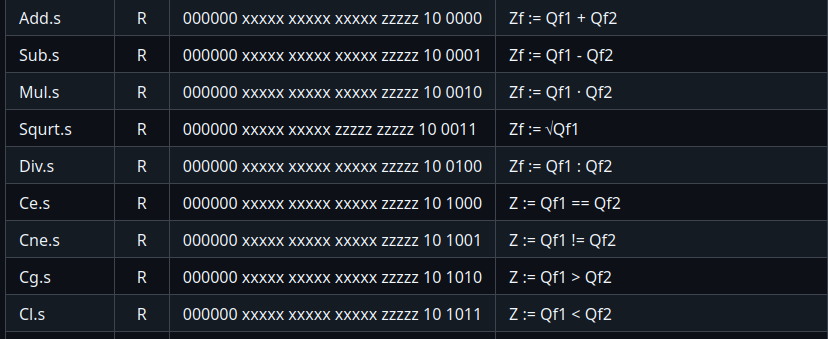 Add.s R 000000 xxxxx xxxxx xxxxx zzzzz 10 0000 Zf := Qf1 + Qf2
Sub.s R 000000 xxxxx xxxxx xxxxx zzzzz 10 0001 Zf := Qf1 - Qf2
Mul.s R 000000 xxxxx xxxxx xxxxx zzzzz 10 0010 Zf := Qf1 · Qf2
Squrt.s R 000000 xxxxx xxxxx zzzzz zzzzz 10 0011 Zf := √Qf1
Div.s R 000000 xxxxx xxxxx xxxxx zzzzz 10 0100 Zf := Qf1 : Qf2
Ce.s R 000000 xxxxx xxxxx xxxxx zzzzz 10 1000 Z := Qf1 == Qf2
Cne.s R 000000 xxxxx xxxxx xxxxx zzzzz 10 1001 Z := Qf1 != Qf2
Cg.s R 000000 xxxxx xxxxx xxxxx zzzzz 10 1010 Z := Qf1 > Qf2
Cl.s R 000000 xxxxx xxxxx xxxxx zzzzz 10 1011 Z := Qf1 < Qf2